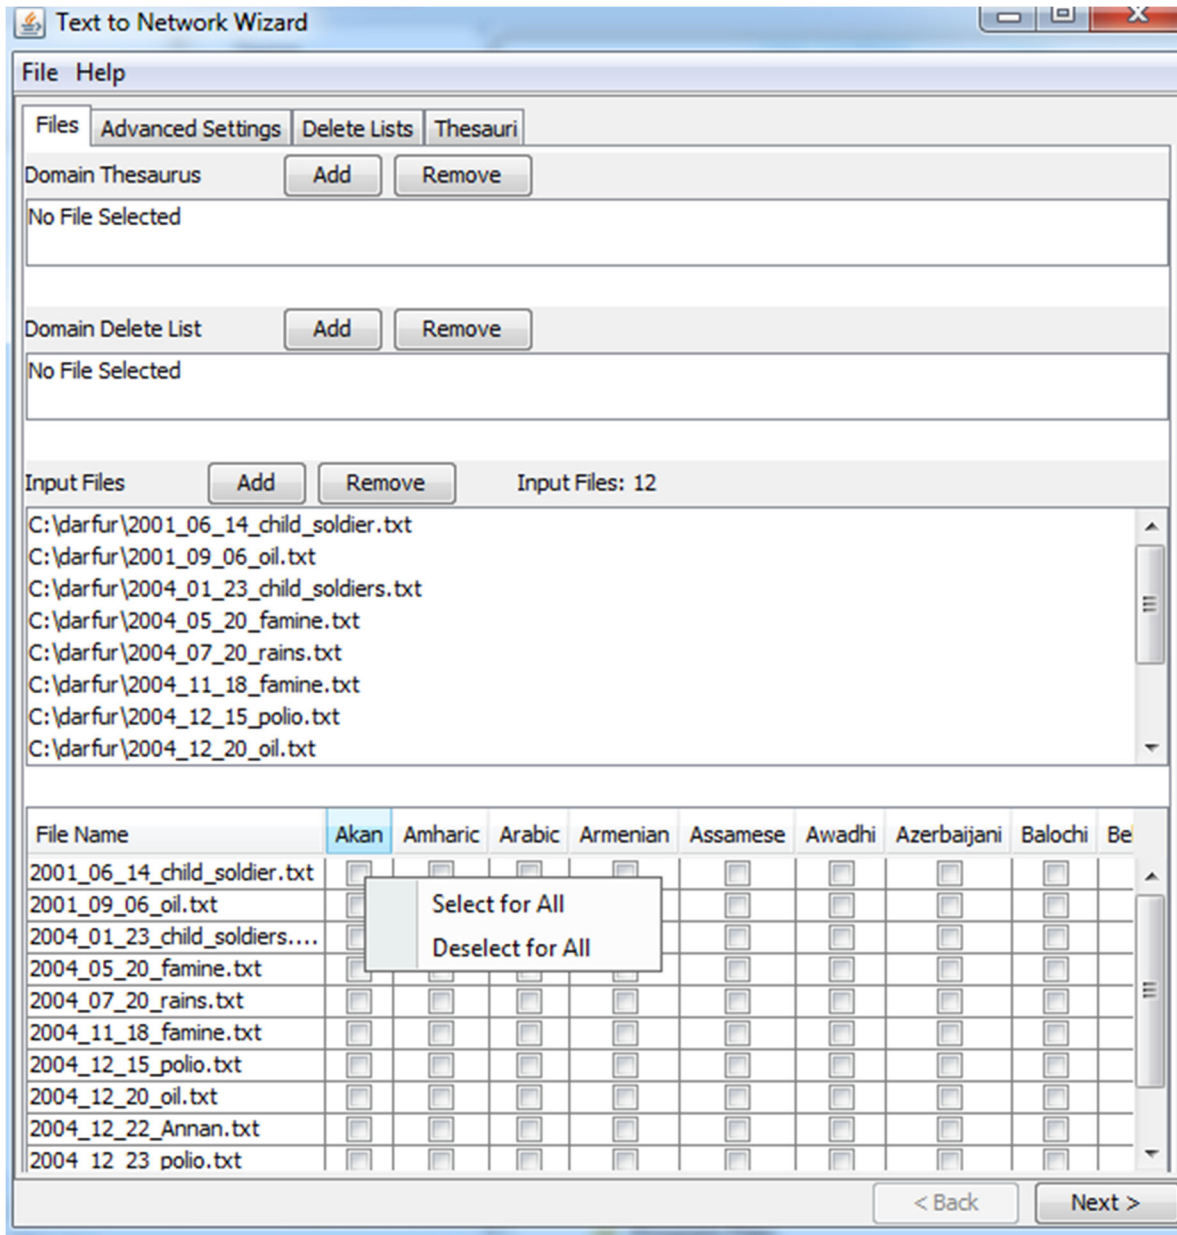 Text to Network Wizard
File Help
Files Advanced Settings Delete Lists Thesauri
Domain Thesaurus Add Remove
No File Selected
Domain Delete List Add Remove
No File Selected
Input Files Add Remove Input Files: 12
C:\darfur\2001_06_14_child_soldier.txt
C:\darfur\2001_09_06_oil.txt
C:\darfur\2004_01_23_child_soldiers.txt
C:\darfur\2004_05_20_famine.txt
C:\darfur\2004_07_20_rains.txt
C:\darfur\2004_11_18_famine.txt
C:\darfur\2004_12_15_polio.txt
C:\darfur\2004_12_20_oil.txt
File Name Akan Amharic Arabic Armenian Assamese Awadhi Azerbaijani Balochi Bel
2001_06_14_child_soldier.txt
2001_09_06_oil.txt Select for All
2004_01_23_child_soldiers.... Deselect for All
2004_05_20_famine.txt
2004_07_20_rains.txt
2004_11_18_famine.txt
2004_12_15_polio.txt
2004_12_20_oil.txt
2004_12_22_Annan.txt
2004_12_23_polio.txt
< Back Next >